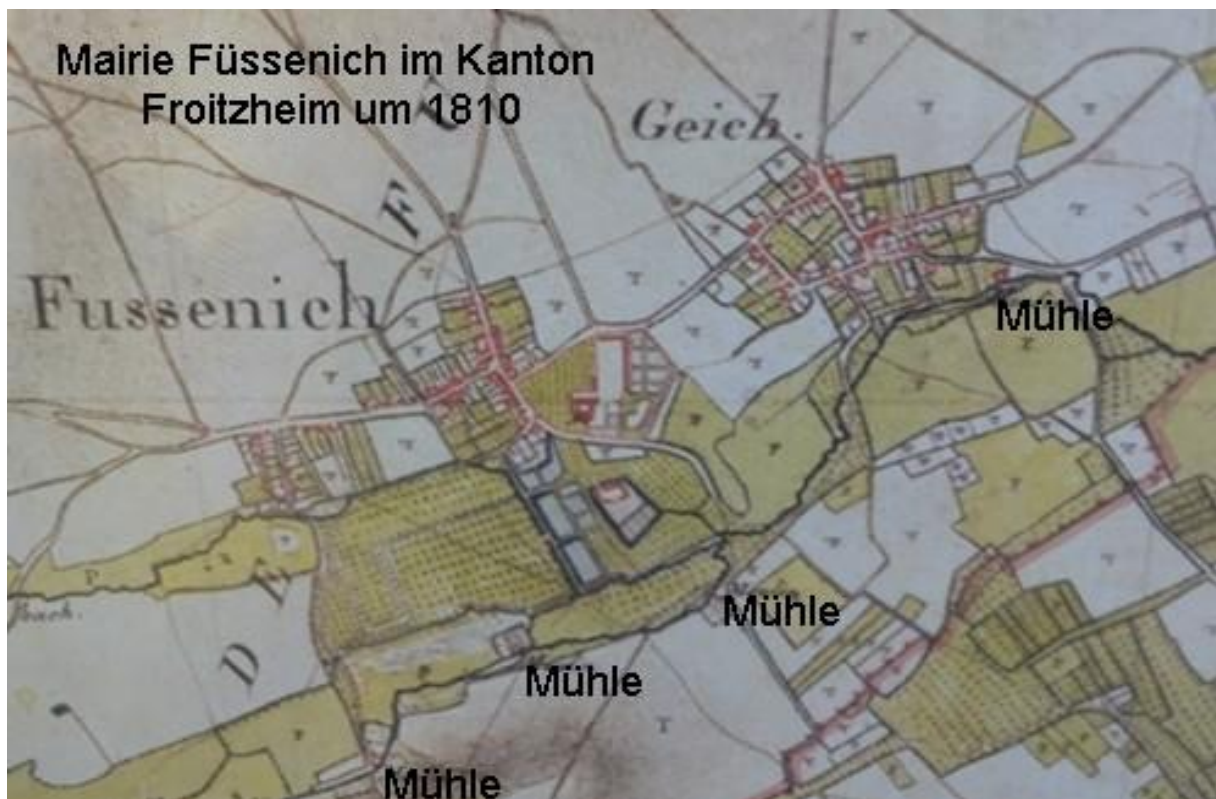 Mairie Füssenich im Kanton
Froitzheim um 1810
Geich.
F
Fussenich
Mühle
Mühle
D
Mühle
Mühle